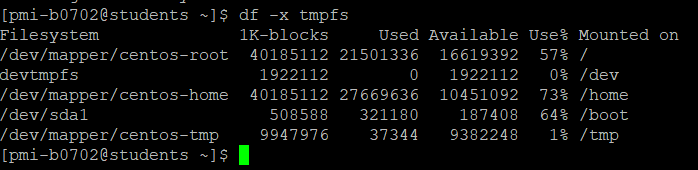 [pmi-b0702@students ~]$ df -x tmpfs
Filesystem              1K-blocks     Used Available Use% Mounted on
/dev/mapper/centos-root  40185112 21501336  16619392  57% /
devtmpfs                  1922112        0   1922112   0% /dev
/dev/mapper/centos-home  40185112 27669636  10451092  73% /home
/dev/sda1                  508588   321180    187408  64% /boot
/dev/mapper/centos-tmp    9947976    37344   9382248   1% /tmp
[pmi-b0702@students ~]$